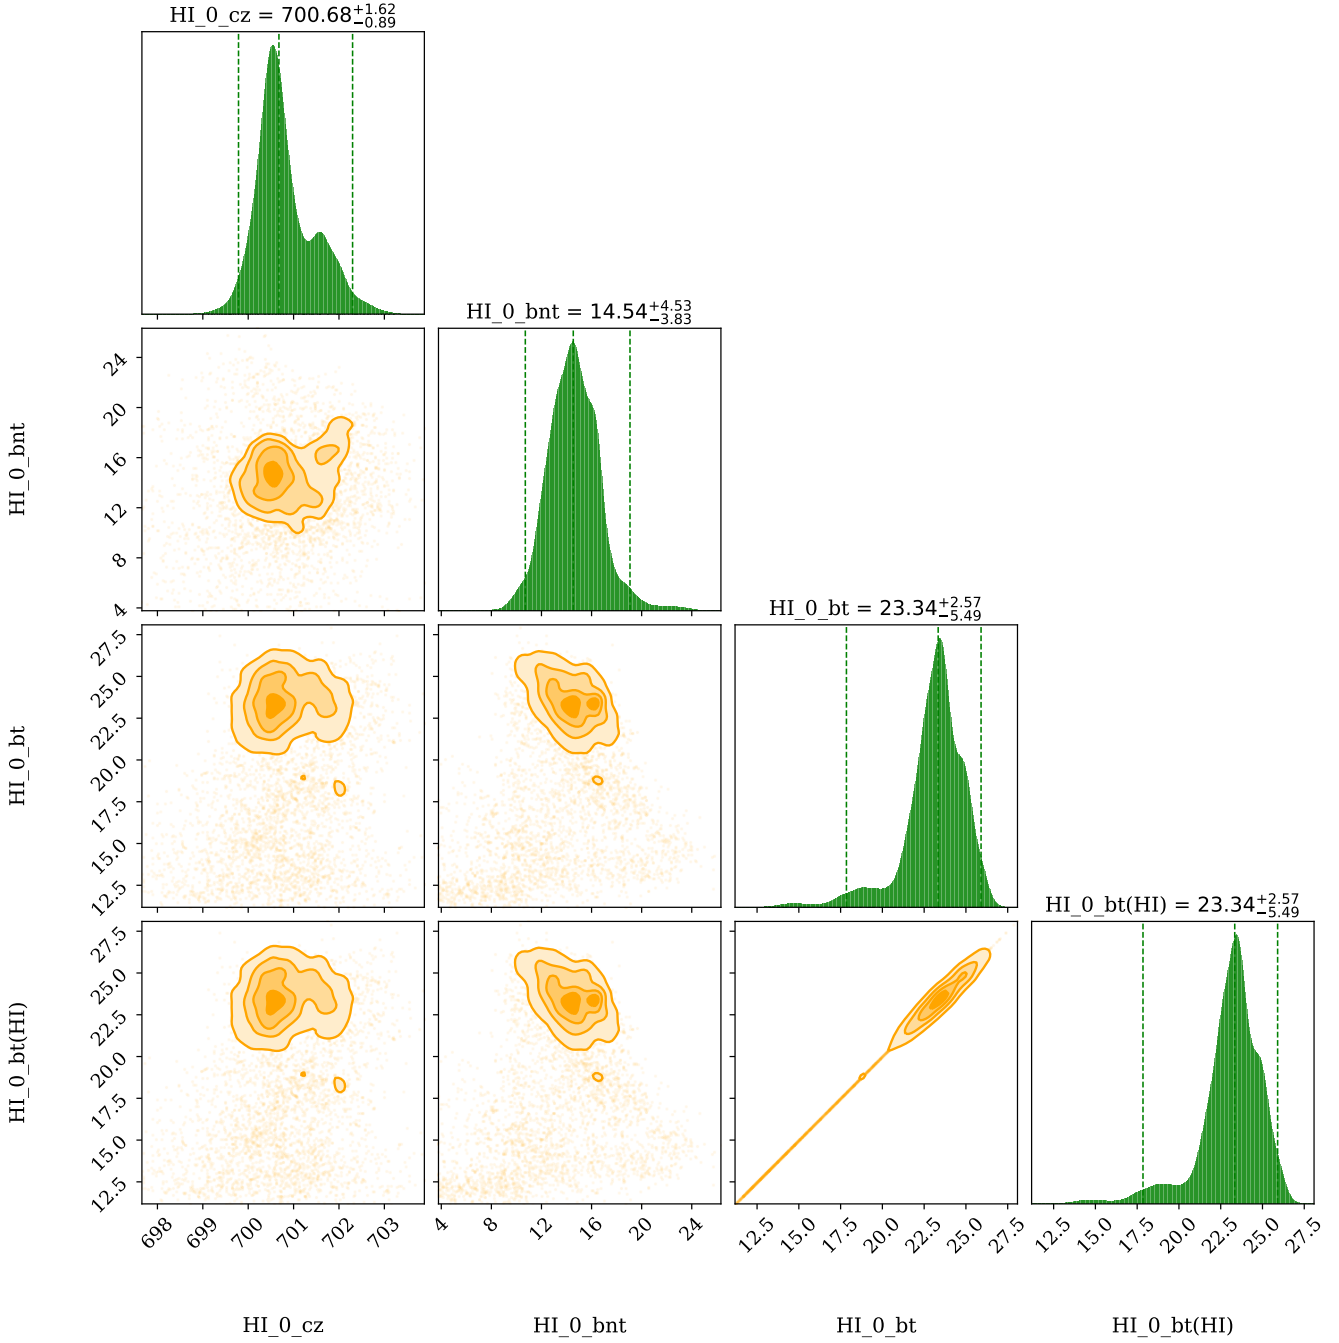 HI_0_cz = 700.68+1.62−0.89
HI_0_bnt = 14.54+4.53−3.83
24
20
16
12
8
4
HI_0_bnt
HI_0_bt = 23.34+2.57−5.49
27.5
25.0
22.5
20.0
17.5
15.0
12.5
HI_0_bt
HI_0_bt(HI) = 23.34+2.57−5.49
27.5
25.0
22.5
20.0
17.5
15.0
12.5
HI_0_bt(HI)
698 699 700 701 702 703 4 8 12 16 20 24 12.5 15.0 17.5 20.0 22.5 25.0 27.5 12.5 15.0 17.5 20.0 22.5 25.0 27.5
HI_0_cz HI_0_bnt HI_0_bt HI_0_bt(HI)